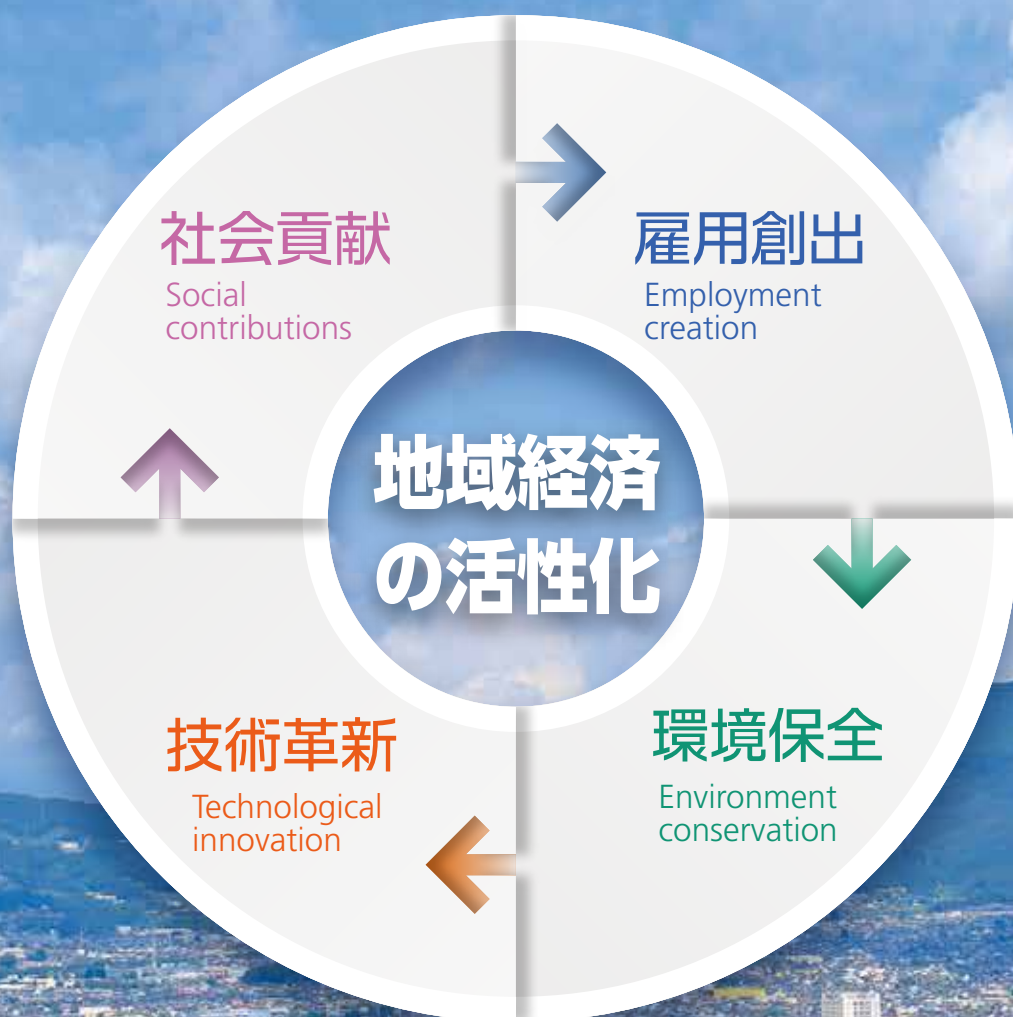 社会貢献
Social
contributions
雇用創出
Employment
creation
地域経済
の活性化
技術革新
Technological
innovation
環境保全
Environment
conservation